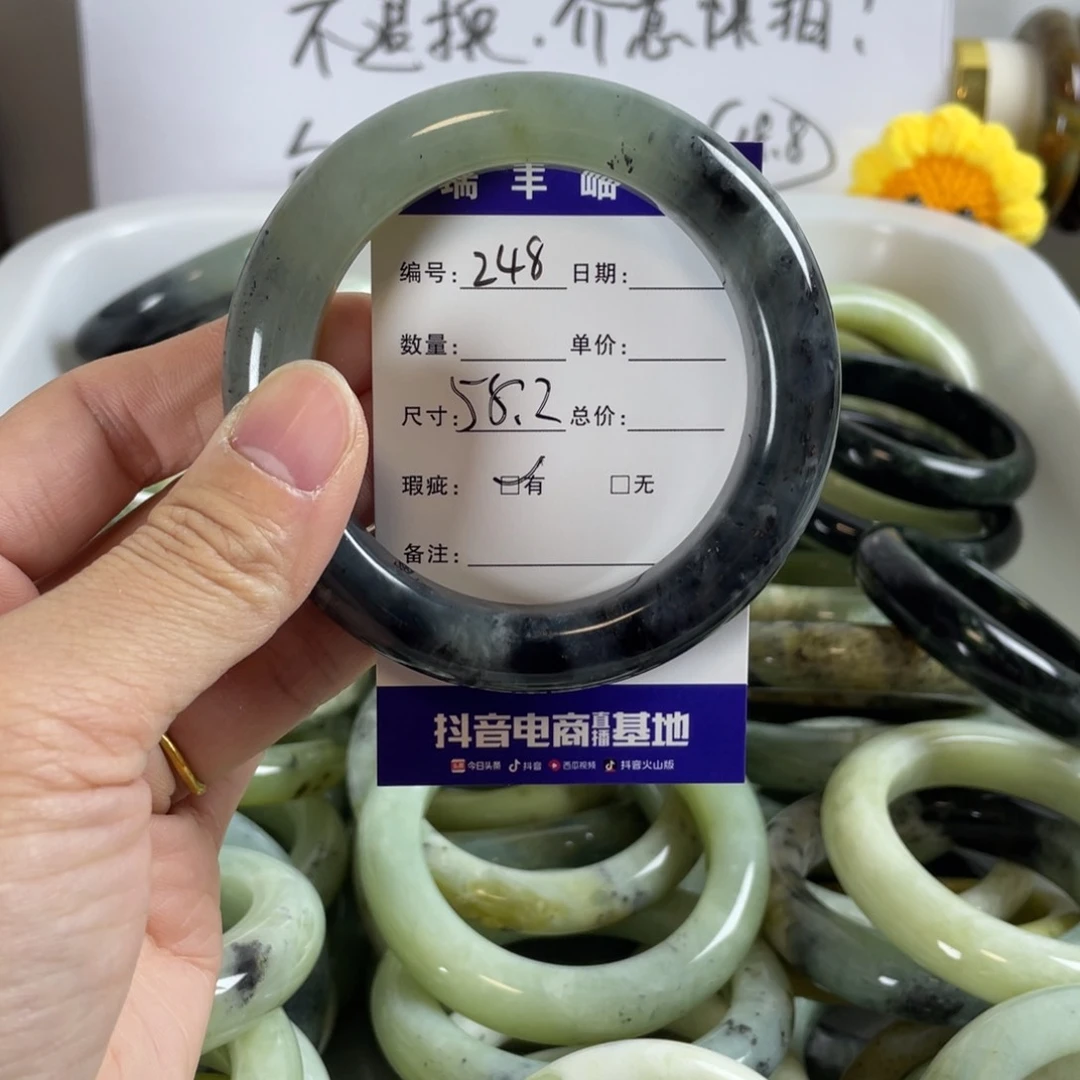 不退换，介意慎拍！
瑞丰
编号：248 日期：
数量： 单价：
尺寸：58.2 总价：
瑕疵：☑有 □无
备注：
抖音电商直播基地
今日头条 抖音 西瓜视频 抖音火山版